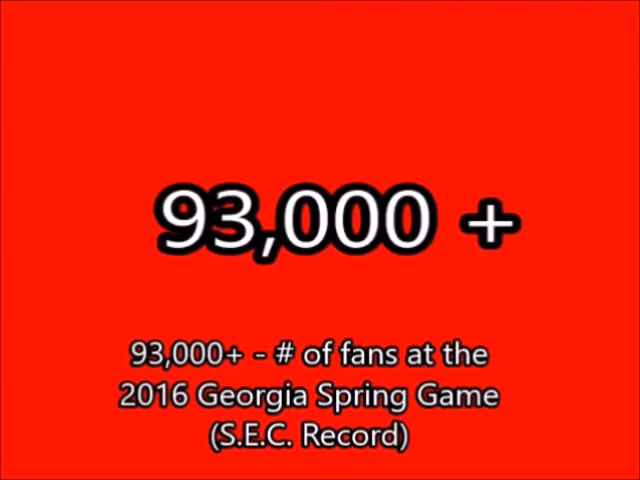 93,000 +
93,000+ - # of fans at the
2016 Georgia Spring Game
(S.E.C. Record)